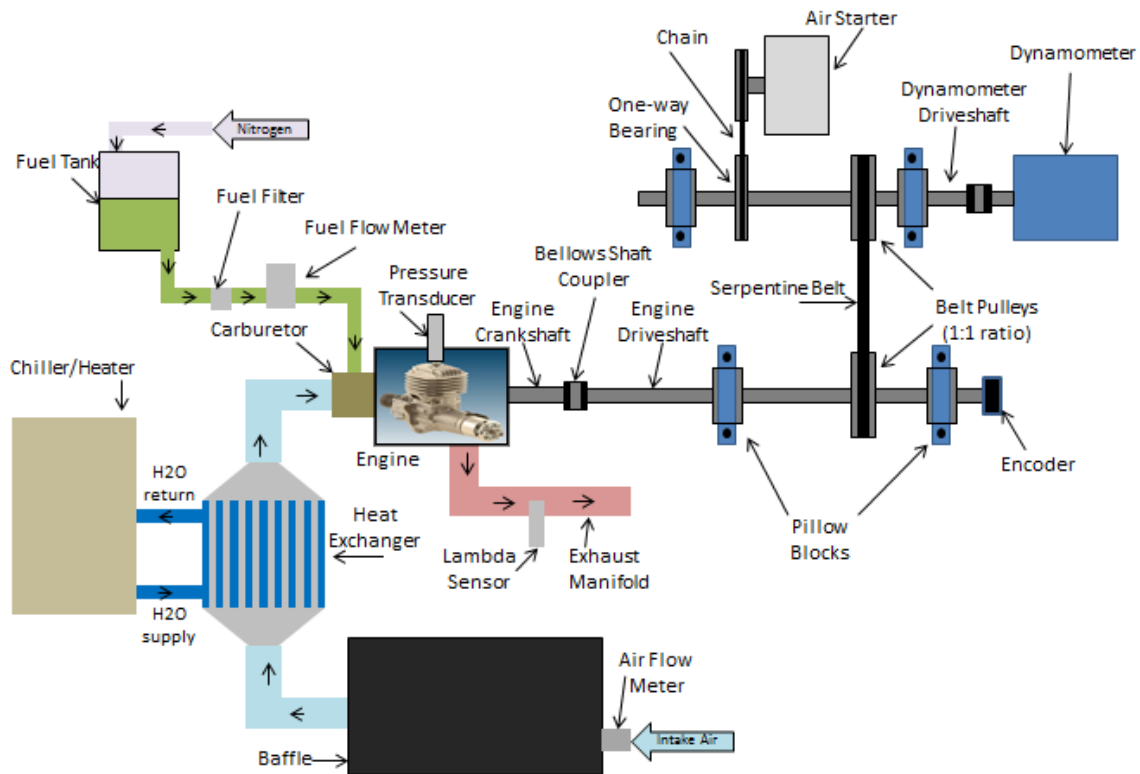 Air Starter
Chain
Dynamometer
Dynamometer
Driveshaft
One-way
Bearing
Nitrogen
Fuel Tank
Fuel Filter
Fuel Flow Meter
Bellows Shaft
Coupler
Pressure
Transducer
Serpentine Belt
Engine
Crankshaft
Engine
Driveshaft
Belt Pulleys
(1:1 ratio)
Carburetor
Chiller/Heater
Engine
Encoder
H2O
return
Heat
Exchanger
Lambda
Sensor
Exhaust
Manifold
Pillow
Blocks
H2O
supply
Air Flow
Meter
Intake Air
Baffle